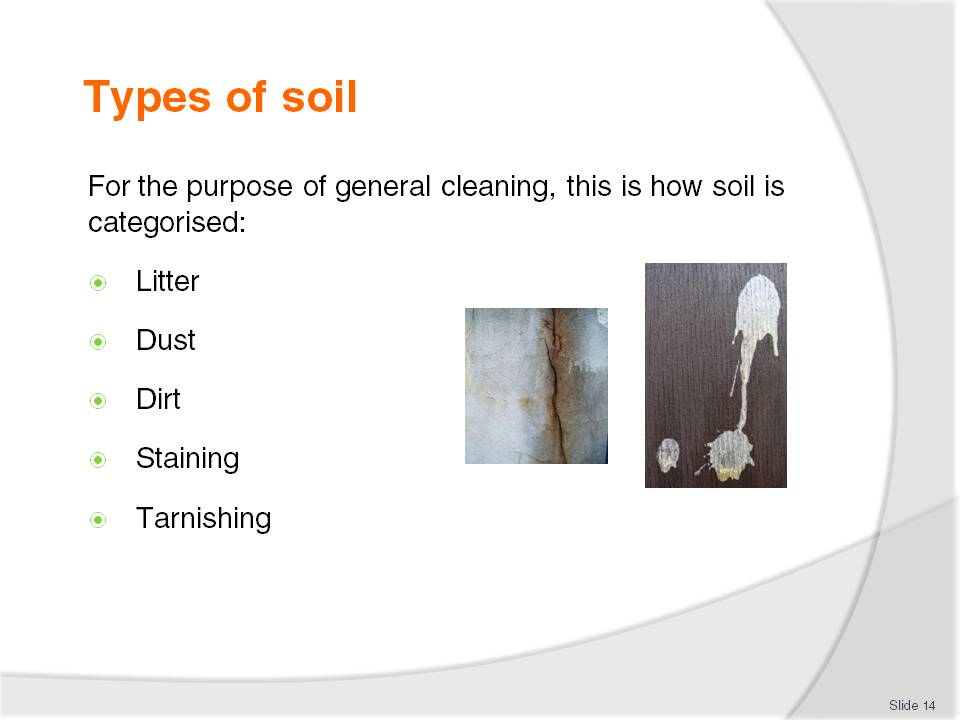 Types of soil
For the purpose of general cleaning, this is how soil is
categorised:
Litter
Dust
Dirt
Staining
Tarnishing
Slide 14